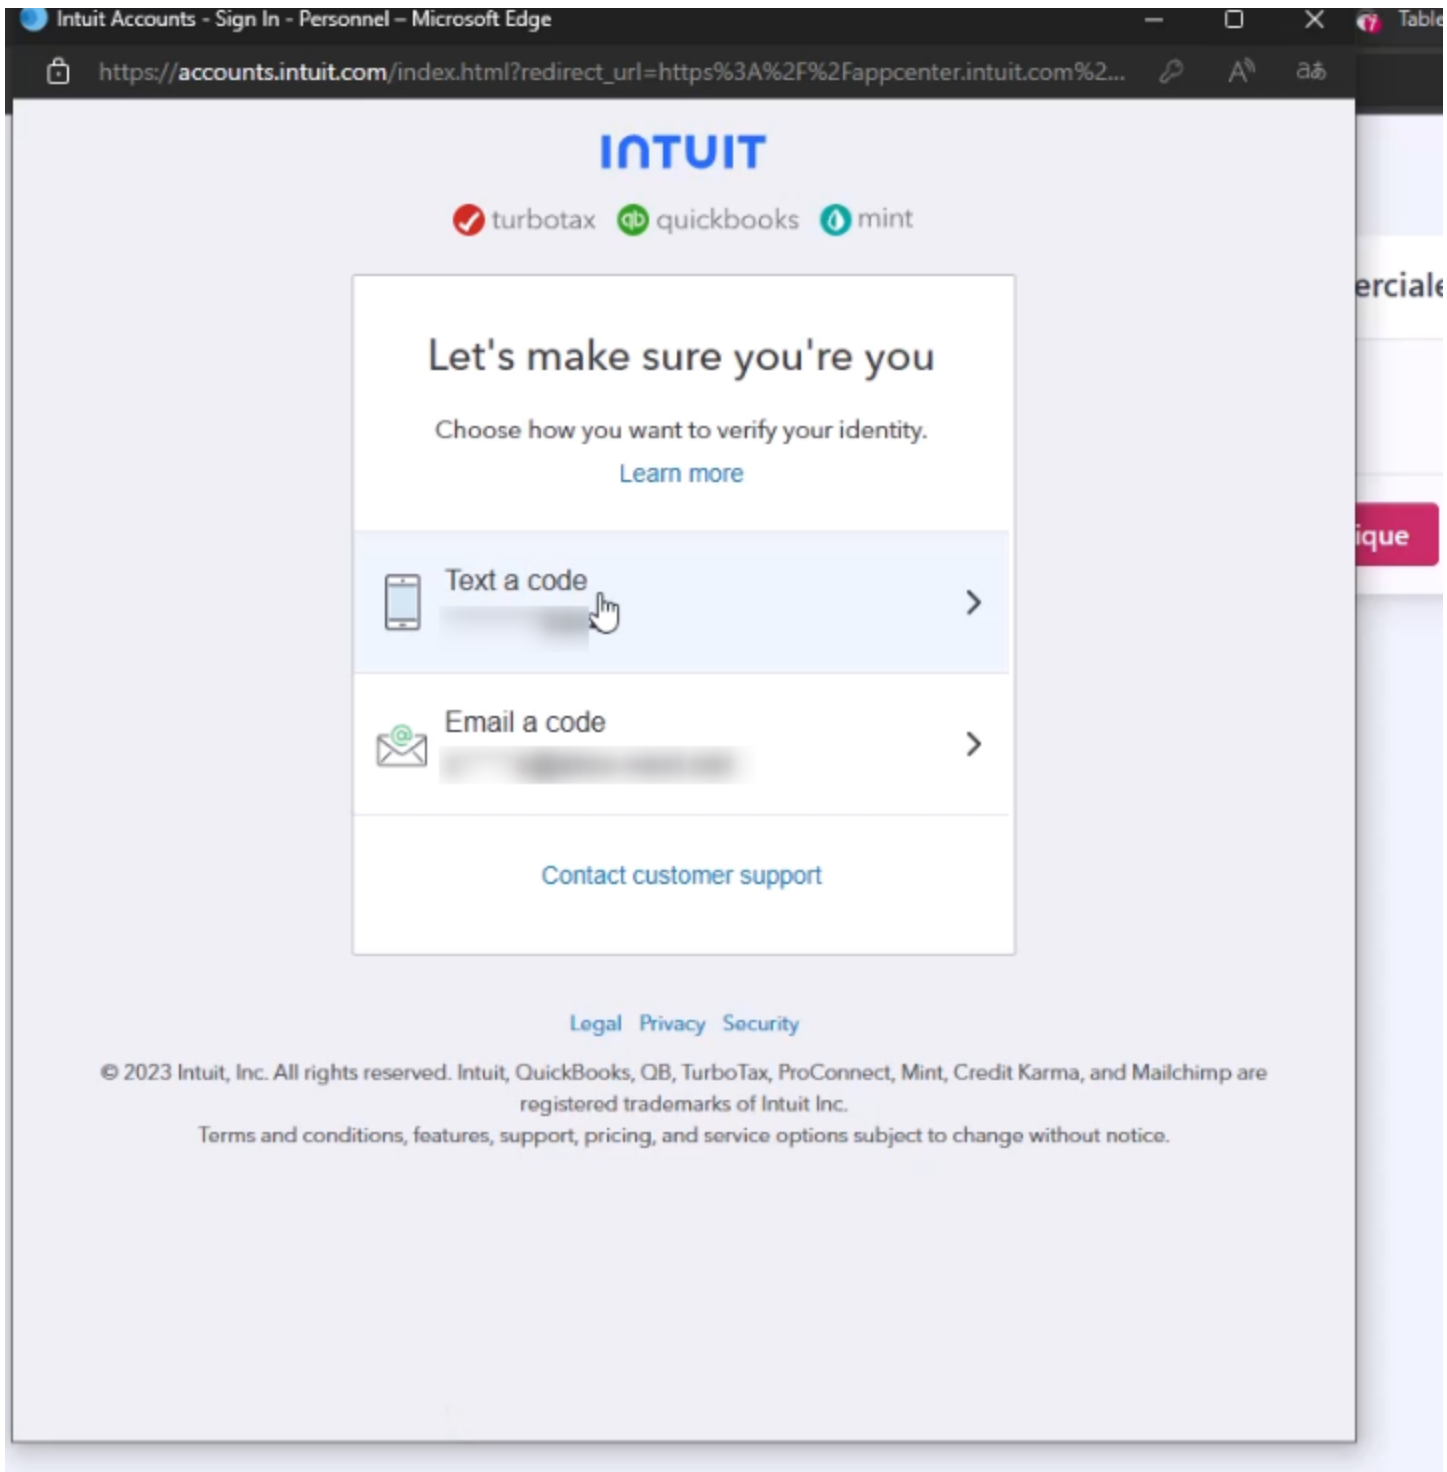 Intuit Accounts - Sign In - Personnel – Microsoft Edge
Table
https://accounts.intuit.com/index.html?redirect_url=https%3A%2F%2Fappcenter.intuit.com%2...
INTUIT
turbotax quickbooks mint
erciale
Let's make sure you're you
Choose how you want to verify your identity.
Learn more
ique
Text a code
Email a code
Contact customer support
Legal Privacy Security
© 2023 Intuit, Inc. All rights reserved. Intuit, QuickBooks, QB, TurboTax, ProConnect, Mint, Credit Karma, and Mailchimp are
registered trademarks of Intuit Inc.
Terms and conditions, features, support, pricing, and service options subject to change without notice.